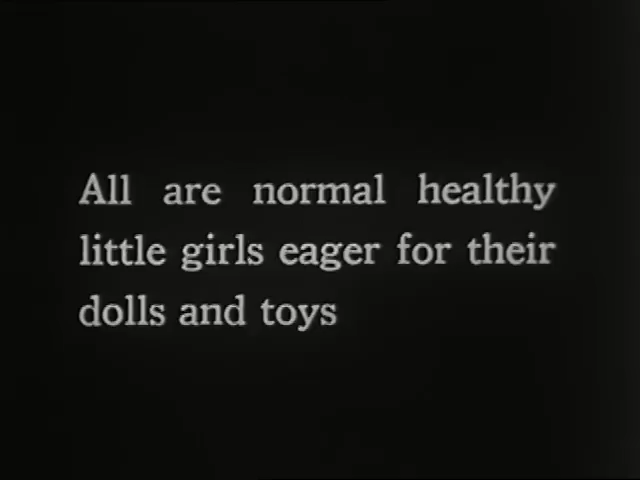 All are normal healthy
little girls eager for their
dolls and toys